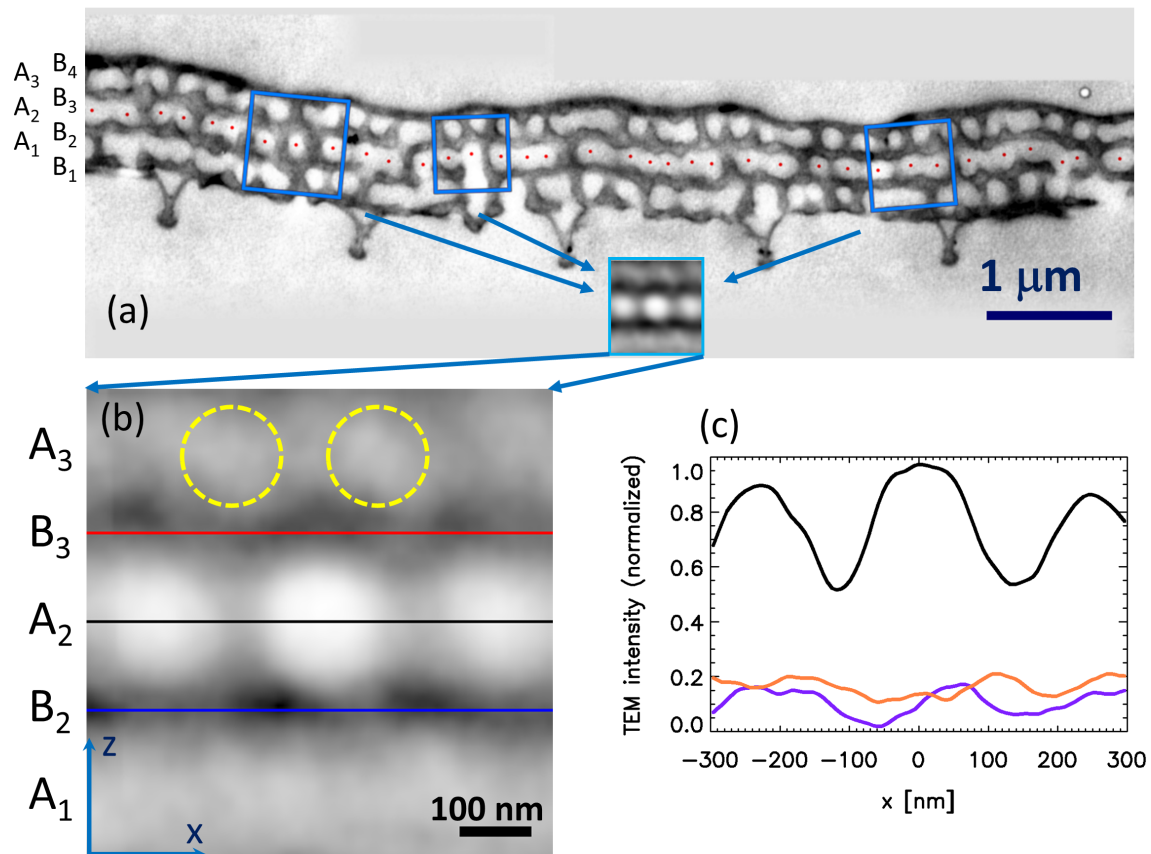 A₃ B₄
A₂ B₃
A₁ B₂
B₁
(a)
1 μm
(b)
A₃
B₃
A₂
B₂
A₁
z
x
100 nm
(c)
TEM intensity (normalized)
1.0
0.8
0.6
0.4
0.2
0.0
−300 −200 −100 0 100 200 300
x [nm]